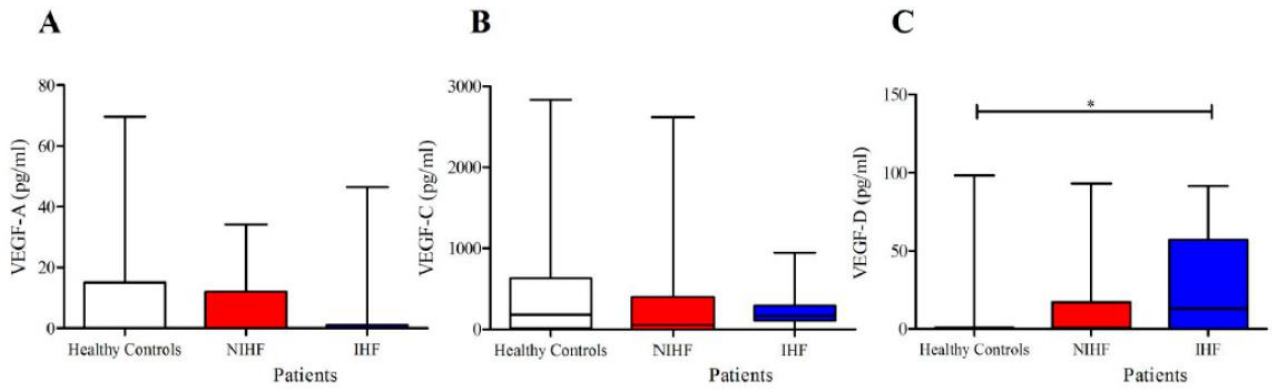 A
B
C
VEGF-A (pg/ml)
80
60
40
20
0
Healthy Controls
NIHF
IHF
Patients
VEGF-C (pg/ml)
3000
2000
1000
0
Healthy Controls
NIHF
IHF
Patients
VEGF-D (pg/ml)
150
100
50
0
*
Healthy Controls
NIHF
IHF
Patients